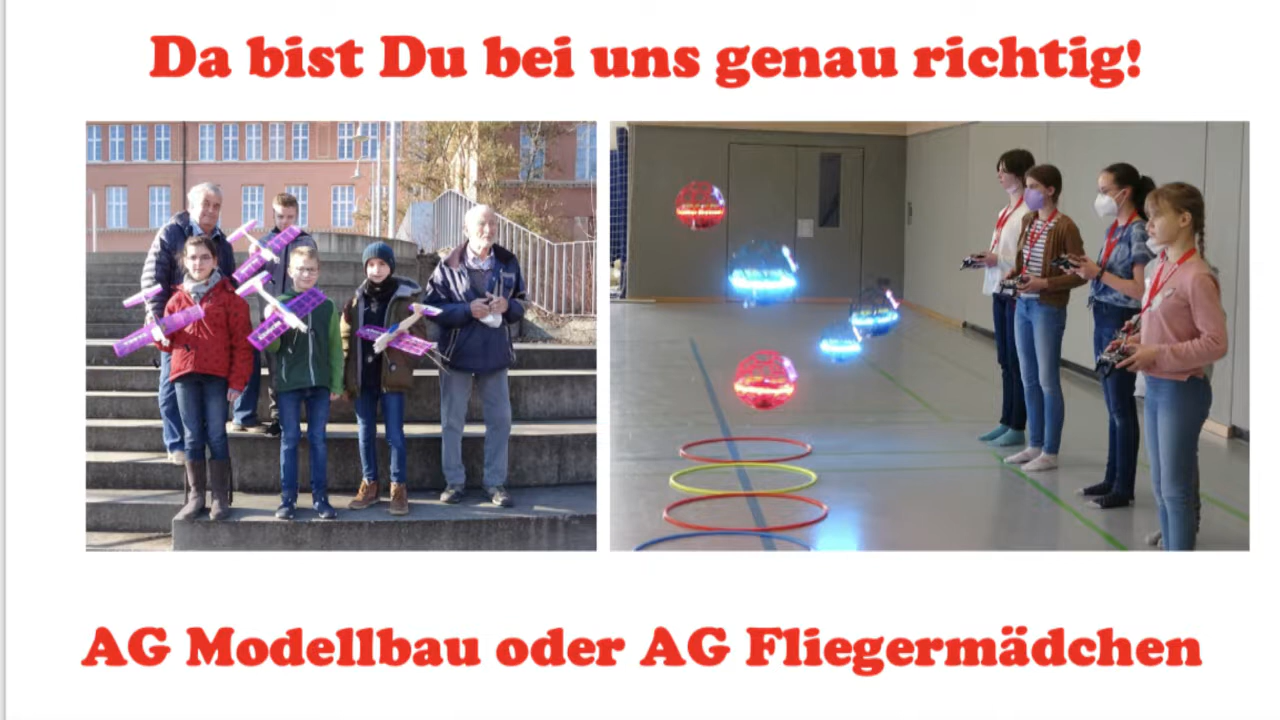 Da bist Du bei uns genau richtig!
AG Modellbau oder AG Fliegermädchen